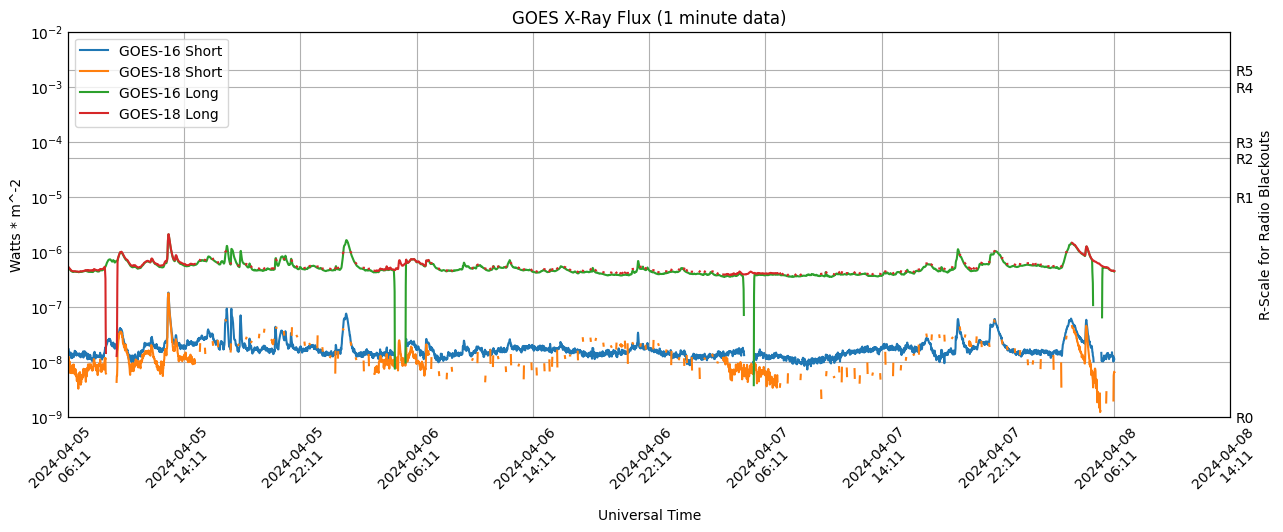 GOES X-Ray Flux (1 minute data)
GOES-16 Short
GOES-18 Short
GOES-16 Long
GOES-18 Long
Watts * m^-2
10^-2
10^-3
10^-4
10^-5
10^-6
10^-7
10^-8
10^-9
R5
R4
R3
R2
R1
R0
R-Scale for Radio Blackouts
2024-04-05
06:11
2024-04-05
14:11
2024-04-05
22:11
2024-04-06
06:11
2024-04-06
14:11
2024-04-06
22:11
2024-04-07
06:11
2024-04-07
14:11
2024-04-07
22:11
2024-04-08
06:11
2024-04-08
14:11
Universal Time